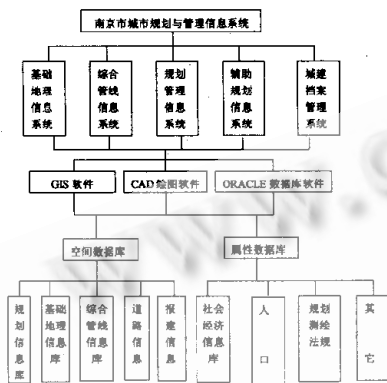 南京市城市规划与管理信息系统
基础地理信息系统
综合管线信息系统
规划管理信息系统
辅助规划信息系统
城建档案管理系统
GIS 软件
CAD 绘图软件
ORACLE 数据库软件
空间数据库
属性数据库
规划信息库
基础地理信息库
综合管线信息库
道路信息
报建信息
社会经济信息库
人口
规划测绘法规
其它